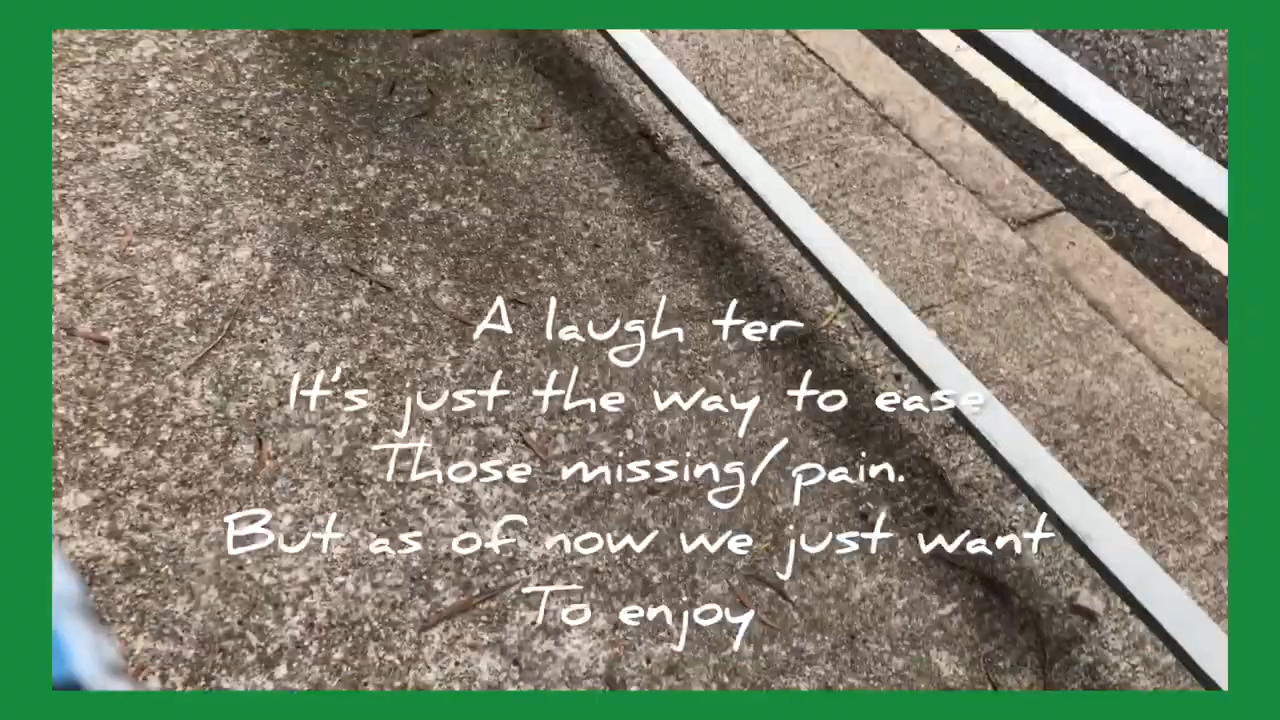 A laugh ter
It's just the way to ease
Those missing/pain.
But as of now we just want
To enjoy